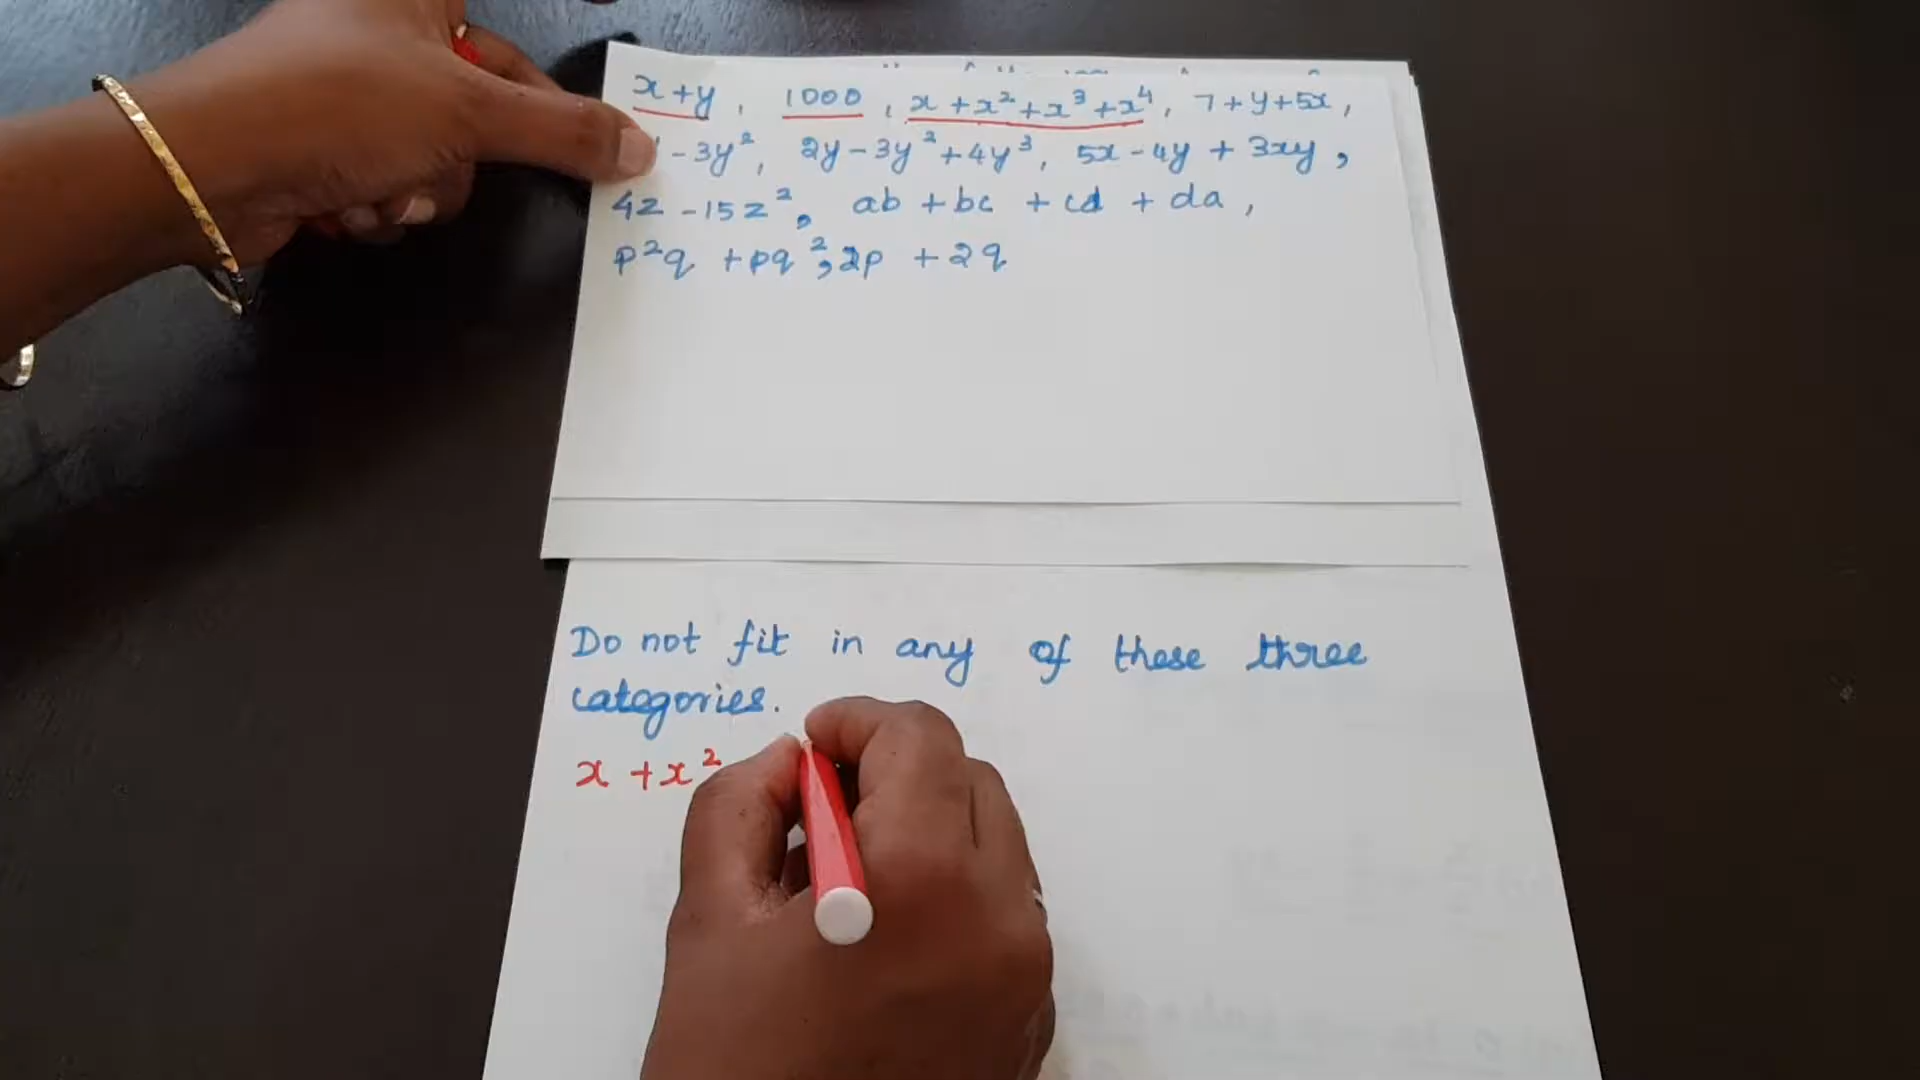 x + y , 1000 , x + x² + x³ + x⁴ , 7 + y + 5x ,
- 3y² , 2y - 3y² + 4y³ , 5x - 4y + 3xy ,
4z - 15z² , ab + bc + cd + da ,
p²q + pq² , 2p + 2q
Do not fit in any of these three
categories.
x + x²